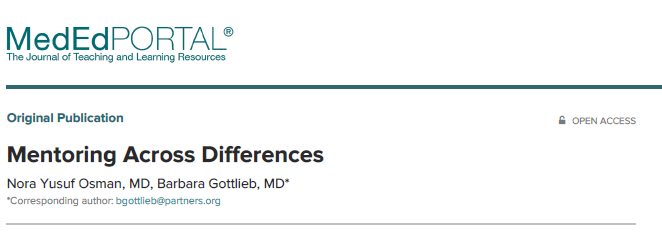 MedEdPORTAL®
The Journal of Teaching and Learning Resources
Original Publication
OPEN ACCESS
Mentoring Across Differences
Nora Yusuf Osman, MD, Barbara Gottlieb, MD*
*Corresponding author: bgottlieb@partners.org